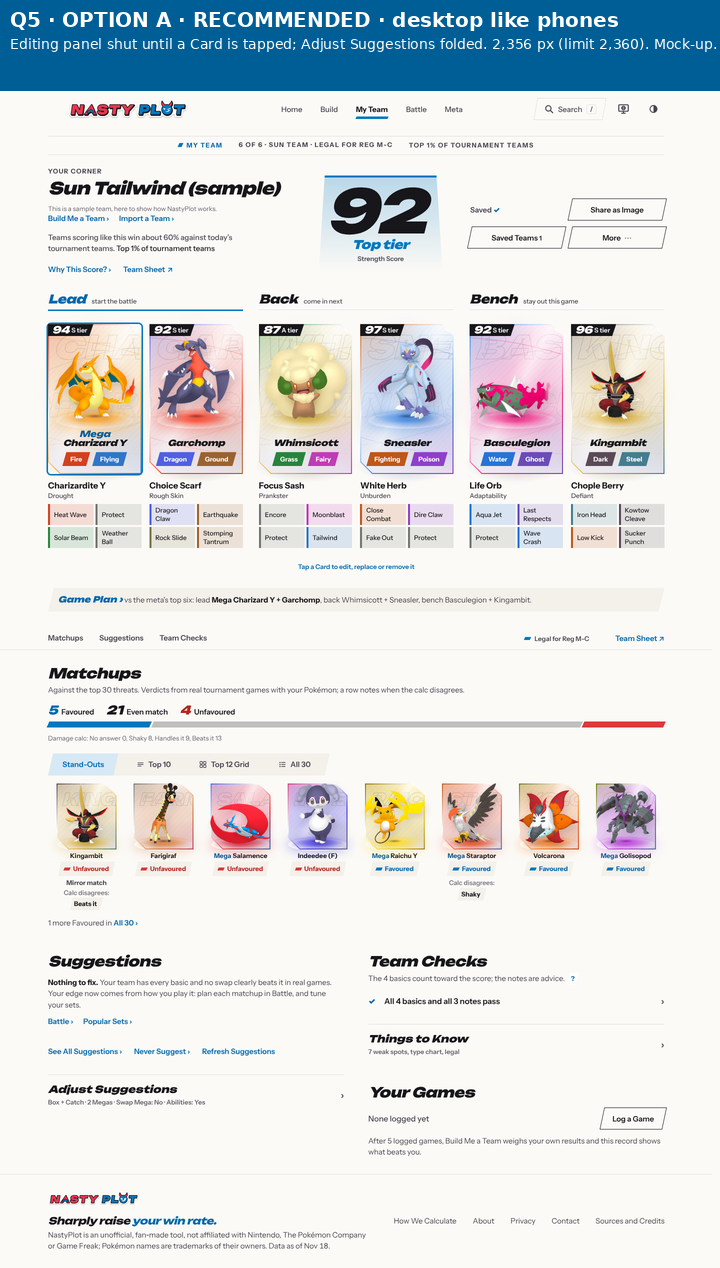 Q5 · OPTION A · RECOMMENDED · desktop like phones
Editing panel shut until a Card is tapped; Adjust Suggestions folded. 2,356 px (limit 2,360). Mock-up.
NASTY PLOT
Home Build My Team Battle Meta
Search /
MY TEAM 6 OF 6 · SUN TEAM · LEGAL FOR REG M-C TOP 1% OF TOURNAMENT TEAMS
YOUR CORNER
Sun Tailwind (sample)
This is a sample team, here to show how NastyPlot works.
Build Me a Team › Import a Team ›
Teams scoring like this win about 60% against today's
tournament teams. Top 1% of tournament teams
Why This Score? › Team Sheet ↗
92
Top tier
Strength Score
Saved ✓
Share as Image
Saved Teams 1
More ···
Lead start the battle
Back come in next
Bench stay out this game
94 S tier
92 S tier
87 A tier
97 S tier
92 S tier
96 S tier
Mega
Charizard Y
Garchomp
Whimsicott
Sneasler
Basculegion
Kingambit
Fire Flying
Dragon Ground
Grass Fairy
Fighting Poison
Water Ghost
Dark Steel
Charizardite Y
Drought
Heat Wave Protect
Solar Beam Weather Ball
Choice Scarf
Rough Skin
Dragon Claw Earthquake
Rock Slide Stomping Tantrum
Focus Sash
Prankster
Encore Moonblast
Protect Tailwind
White Herb
Unburden
Close Combat Dire Claw
Fake Out Protect
Life Orb
Adaptability
Aqua Jet Last Respects
Protect Wave Crash
Chople Berry
Defiant
Iron Head Kowtow Cleave
Low Kick Sucker Punch
Tap a Card to edit, replace or remove it
Game Plan › vs the meta's top six: lead Mega Charizard Y + Garchomp, back Whimsicott + Sneasler, bench Basculegion + Kingambit.
Matchups Suggestions Team Checks
Legal for Reg M-C Team Sheet ↗
Matchups
Against the top 30 threats. Verdicts from real tournament games with your Pokémon; a row notes when the calc disagrees.
5 Favoured 21 Even match 4 Unfavoured
Damage calc: No answer 0, Shaky 8, Handles it 9, Beats it 13
Stand-Outs Top 10 Top 12 Grid All 30
Kingambit
Unfavoured
Mirror match
Calc disagrees:
Beats it
Farigiraf
Unfavoured
Mega Salamence
Unfavoured
Indeedee (F)
Unfavoured
Mega Raichu Y
Favoured
Mega Staraptor
Favoured
Calc disagrees:
Shaky
Volcarona
Favoured
Mega Golisopod
Favoured
1 more Favoured in All 30 ›
Suggestions
Nothing to fix. Your team has every basic and no swap clearly beats it in real games.
Your edge now comes from how you play it: plan each matchup in Battle, and tune
your sets.
Battle › Popular Sets ›
See All Suggestions › Never Suggest › Refresh Suggestions
Adjust Suggestions ›
Box + Catch · 2 Megas · Swap Mega: No · Abilities: Yes
Team Checks
The 4 basics count toward the score; the notes are advice. ?
✓ All 4 basics and all 3 notes pass ›
Things to Know ›
7 weak spots, type chart, legal
Your Games
None logged yet
Log a Game
After 5 logged games, Build Me a Team weighs your own results and this record shows
what beats you.
NASTY PLOT
Sharply raise your win rate.
NastyPlot is an unofficial, fan-made tool, not affiliated with Nintendo, The Pokémon Company
or Game Freak; Pokémon names are trademarks of their owners. Data as of Nov 18.
How We Calculate About Privacy Contact Sources and Credits